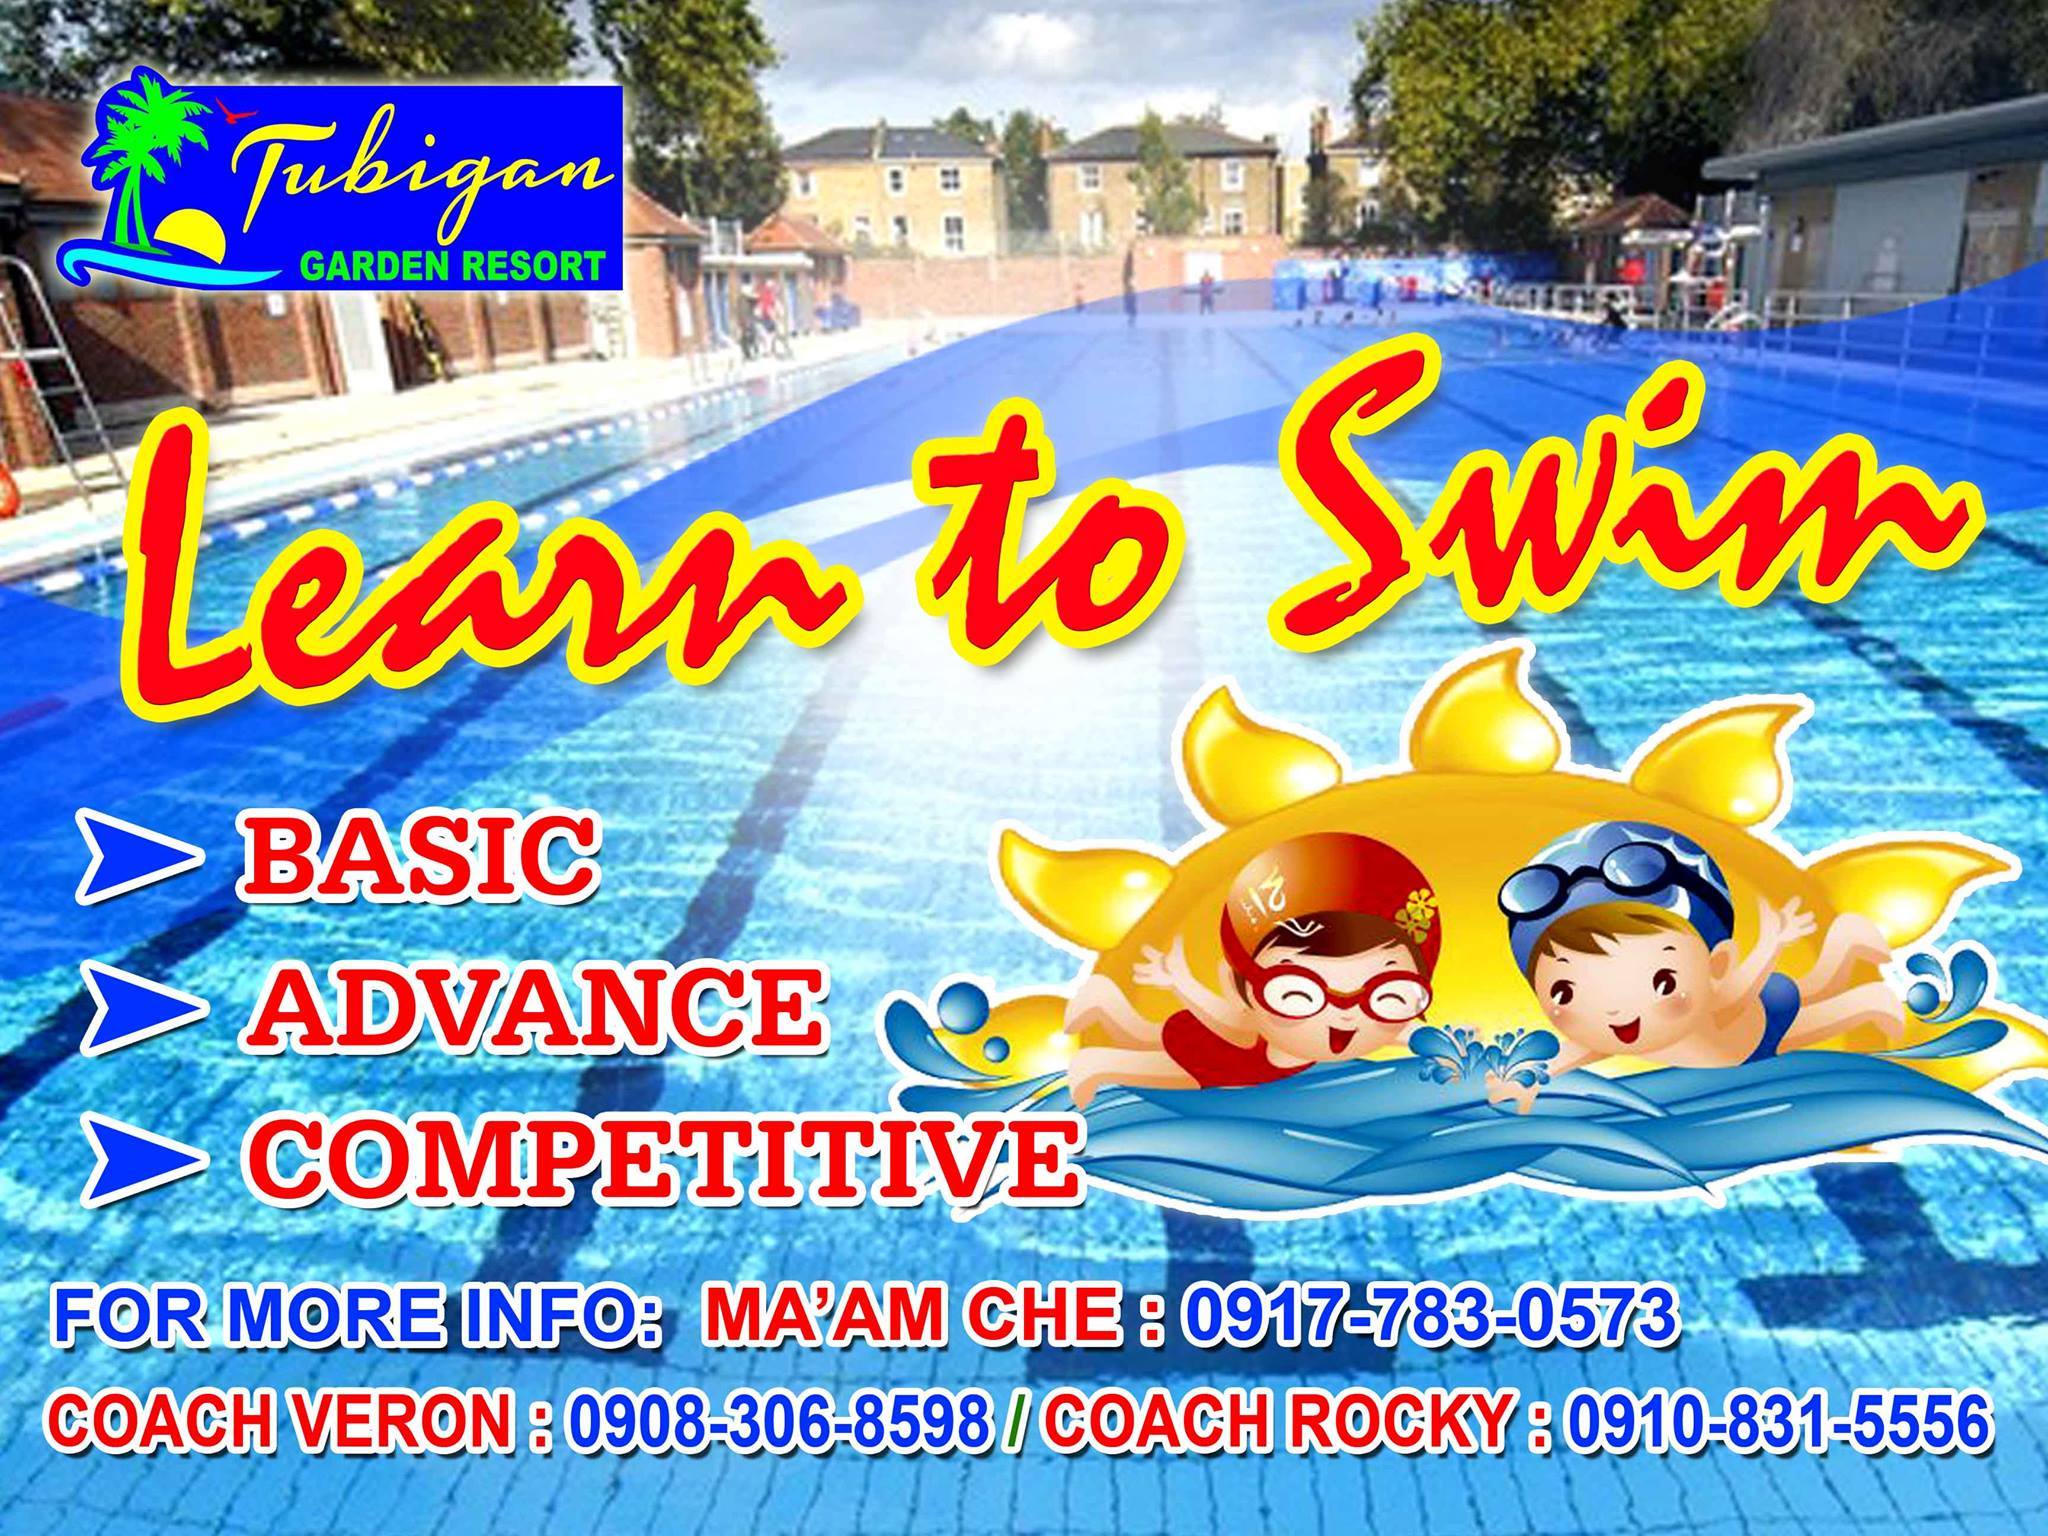 Tubigan
GARDEN RESORT
Learn to Swim
BASIC
ADVANCE
COMPETITIVE
FOR MORE INFO: MA'AM CHE : 0917-783-0573
COACH VERON : 0908-306-8598 / COACH ROCKY : 0910-831-5556